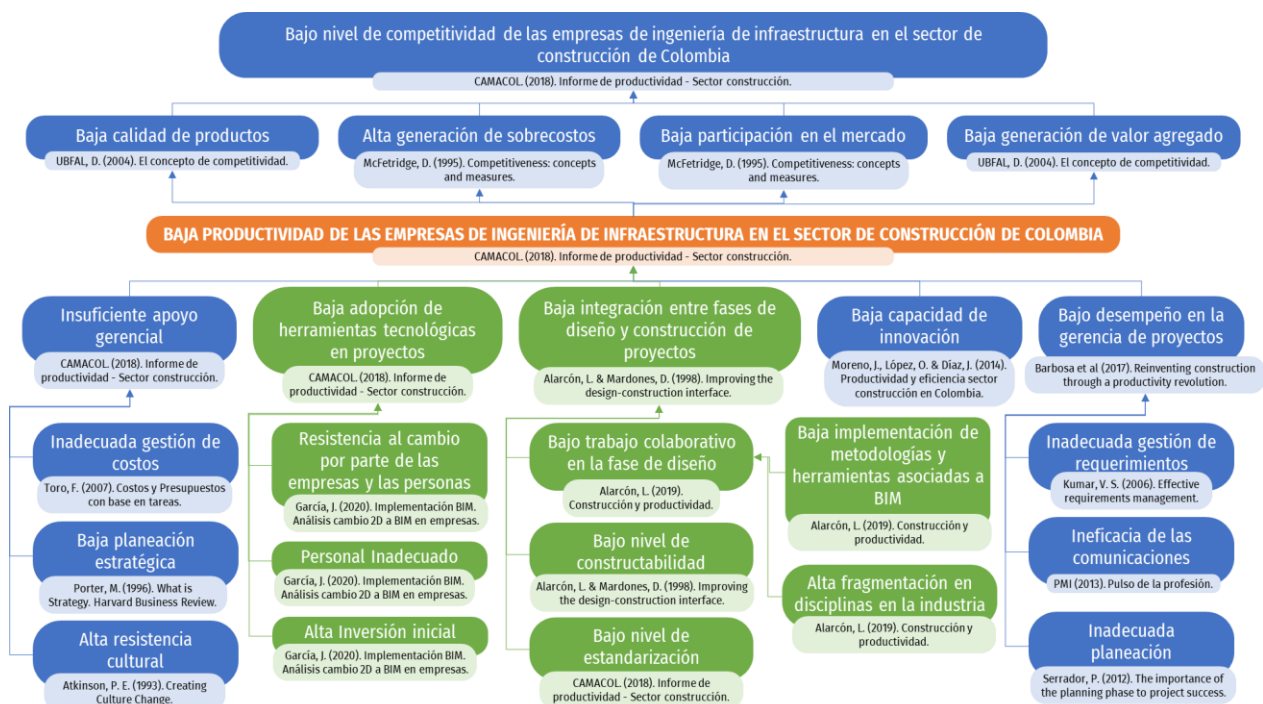 Bajo nivel de competitividad de las empresas de ingeniería de infraestructura en el sector de
construcción de Colombia
CAMACOL. (2018). Informe de productividad - Sector construcción.
Baja calidad de productos
UBFAL, D. (2004). El concepto de competitividad.
Alta generación de sobrecostos
McFetridge, D. (1995). Competitiveness: concepts
and measures.
Baja participación en el mercado
McFetridge, D. (1995). Competitiveness: concepts
and measures.
Baja generación de valor agregado
UBFAL, D. (2004). El concepto de competitividad.
BAJA PRODUCTIVIDAD DE LAS EMPRESAS DE INGENIERÍA DE INFRAESTRUCTURA EN EL SECTOR DE CONSTRUCCIÓN DE COLOMBIA
CAMACOL. (2018). Informe de productividad - Sector construcción.
Insuficiente apoyo
gerencial
CAMACOL. (2018). Informe de
productividad - Sector construcción.
Baja adopción de
herramientas tecnológicas
en proyectos
CAMACOL. (2018). Informe de
productividad - Sector construcción.
Baja integración entre fases de
diseño y construcción de
proyectos
Alarcón, L. & Mardones, D. (1998). Improving the
design-construction interface.
Baja capacidad de
innovación
Moreno, J., López, O. & Díaz, J. (2014).
Productividad y eficiencia sector
construcción en Colombia.
Bajo desempeño en la
gerencia de proyectos
Barbosa et al (2017). Reinventing construction
through a productivity revolution.
Inadecuada gestión de
costos
Toro, F. (2007). Costos y Presupuestos
con base en tareas.
Baja planeación
estratégica
Porter, M. (1996). What is
Strategy. Harvard Business Review.
Alta resistencia
cultural
Atkinson, P. E. (1993). Creating
Culture Change.
Resistencia al cambio
por parte de las
empresas y las personas
García, J. (2020). Implementación BIM.
Análisis cambio 2D a BIM en empresas.
Personal Inadecuado
García, J. (2020). Implementación BIM.
Análisis cambio 2D a BIM en empresas.
Alta Inversión inicial
García, J. (2020). Implementación BIM.
Análisis cambio 2D a BIM en empresas.
Bajo trabajo colaborativo
en la fase de diseño
Alarcón, L. (2019).
Construcción y productividad.
Bajo nivel de
constructabilidad
Alarcón, L. & Mardones, D. (1998). Improving
the design-construction interface.
Bajo nivel de
estandarización
CAMACOL. (2018). Informe de
productividad - Sector construcción.
Baja implementación de
metodologías y
herramientas asociadas a
BIM
Alarcón, L. (2019). Construcción y
productividad.
Alta fragmentación en
disciplinas en la industria
Alarcón, L. (2019). Construcción y
productividad.
Inadecuada gestión de
requerimientos
Kumar, V. S. (2006). Effective
requirements management.
Ineficacia de las
comunicaciones
PMI (2013). Pulso de la profesión.
Inadecuada
planeación
Serrador, P. (2012). The importance of
the planning phase to project success.